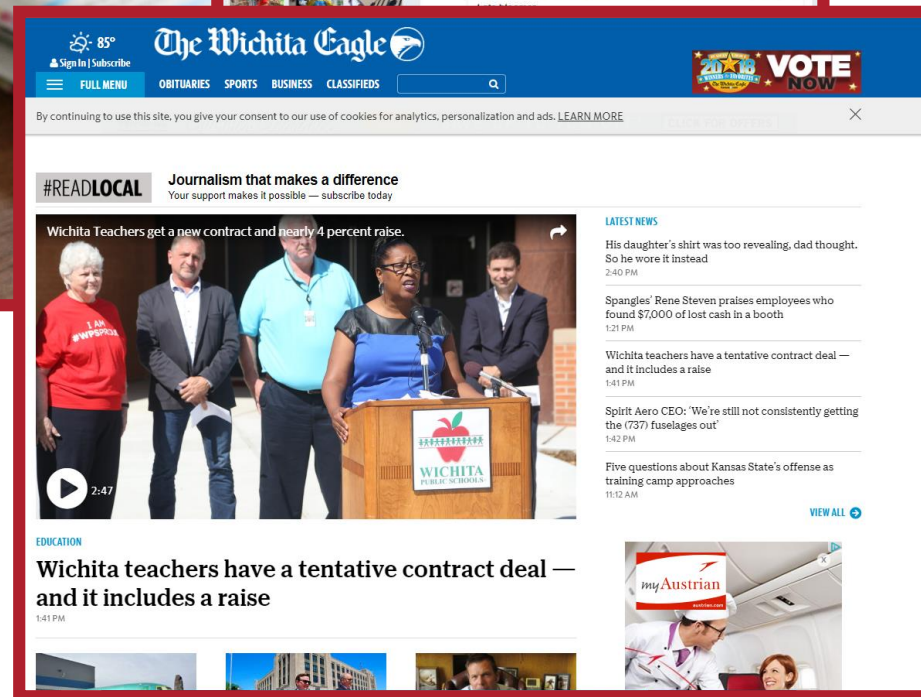 85°
The Wichita Eagle
Sign In | Subscribe
FULL MENU
OBITUARIES SPORTS BUSINESS CLASSIFIEDS
2018
VOTE
NOW
By continuing to use this site, you give your consent to our use of cookies for analytics, personalization and ads. LEARN MORE
#READLOCAL
Journalism that makes a difference
Your support makes it possible — subscribe today
Wichita Teachers get a new contract and nearly 4 percent raise.
I AM
#WPSPROUD
WICHITA
PUBLIC SCHOOLS
2:47
EDUCATION
Wichita teachers have a tentative contract deal —
and it includes a raise
1:41 PM
LATEST NEWS
His daughter's shirt was too revealing, dad thought.
So he wore it instead
2:40 PM
Spangles' Rene Steven praises employees who
found $7,000 of lost cash in a booth
1:21 PM
Wichita teachers have a tentative contract deal —
and it includes a raise
1:41 PM
Spirit Aero CEO: 'We're still not consistently getting
the (737) fuselages out'
1:42 PM
Five questions about Kansas State's offense as
training camp approaches
11:12 AM
VIEW ALL
myAustrian
austrian.com